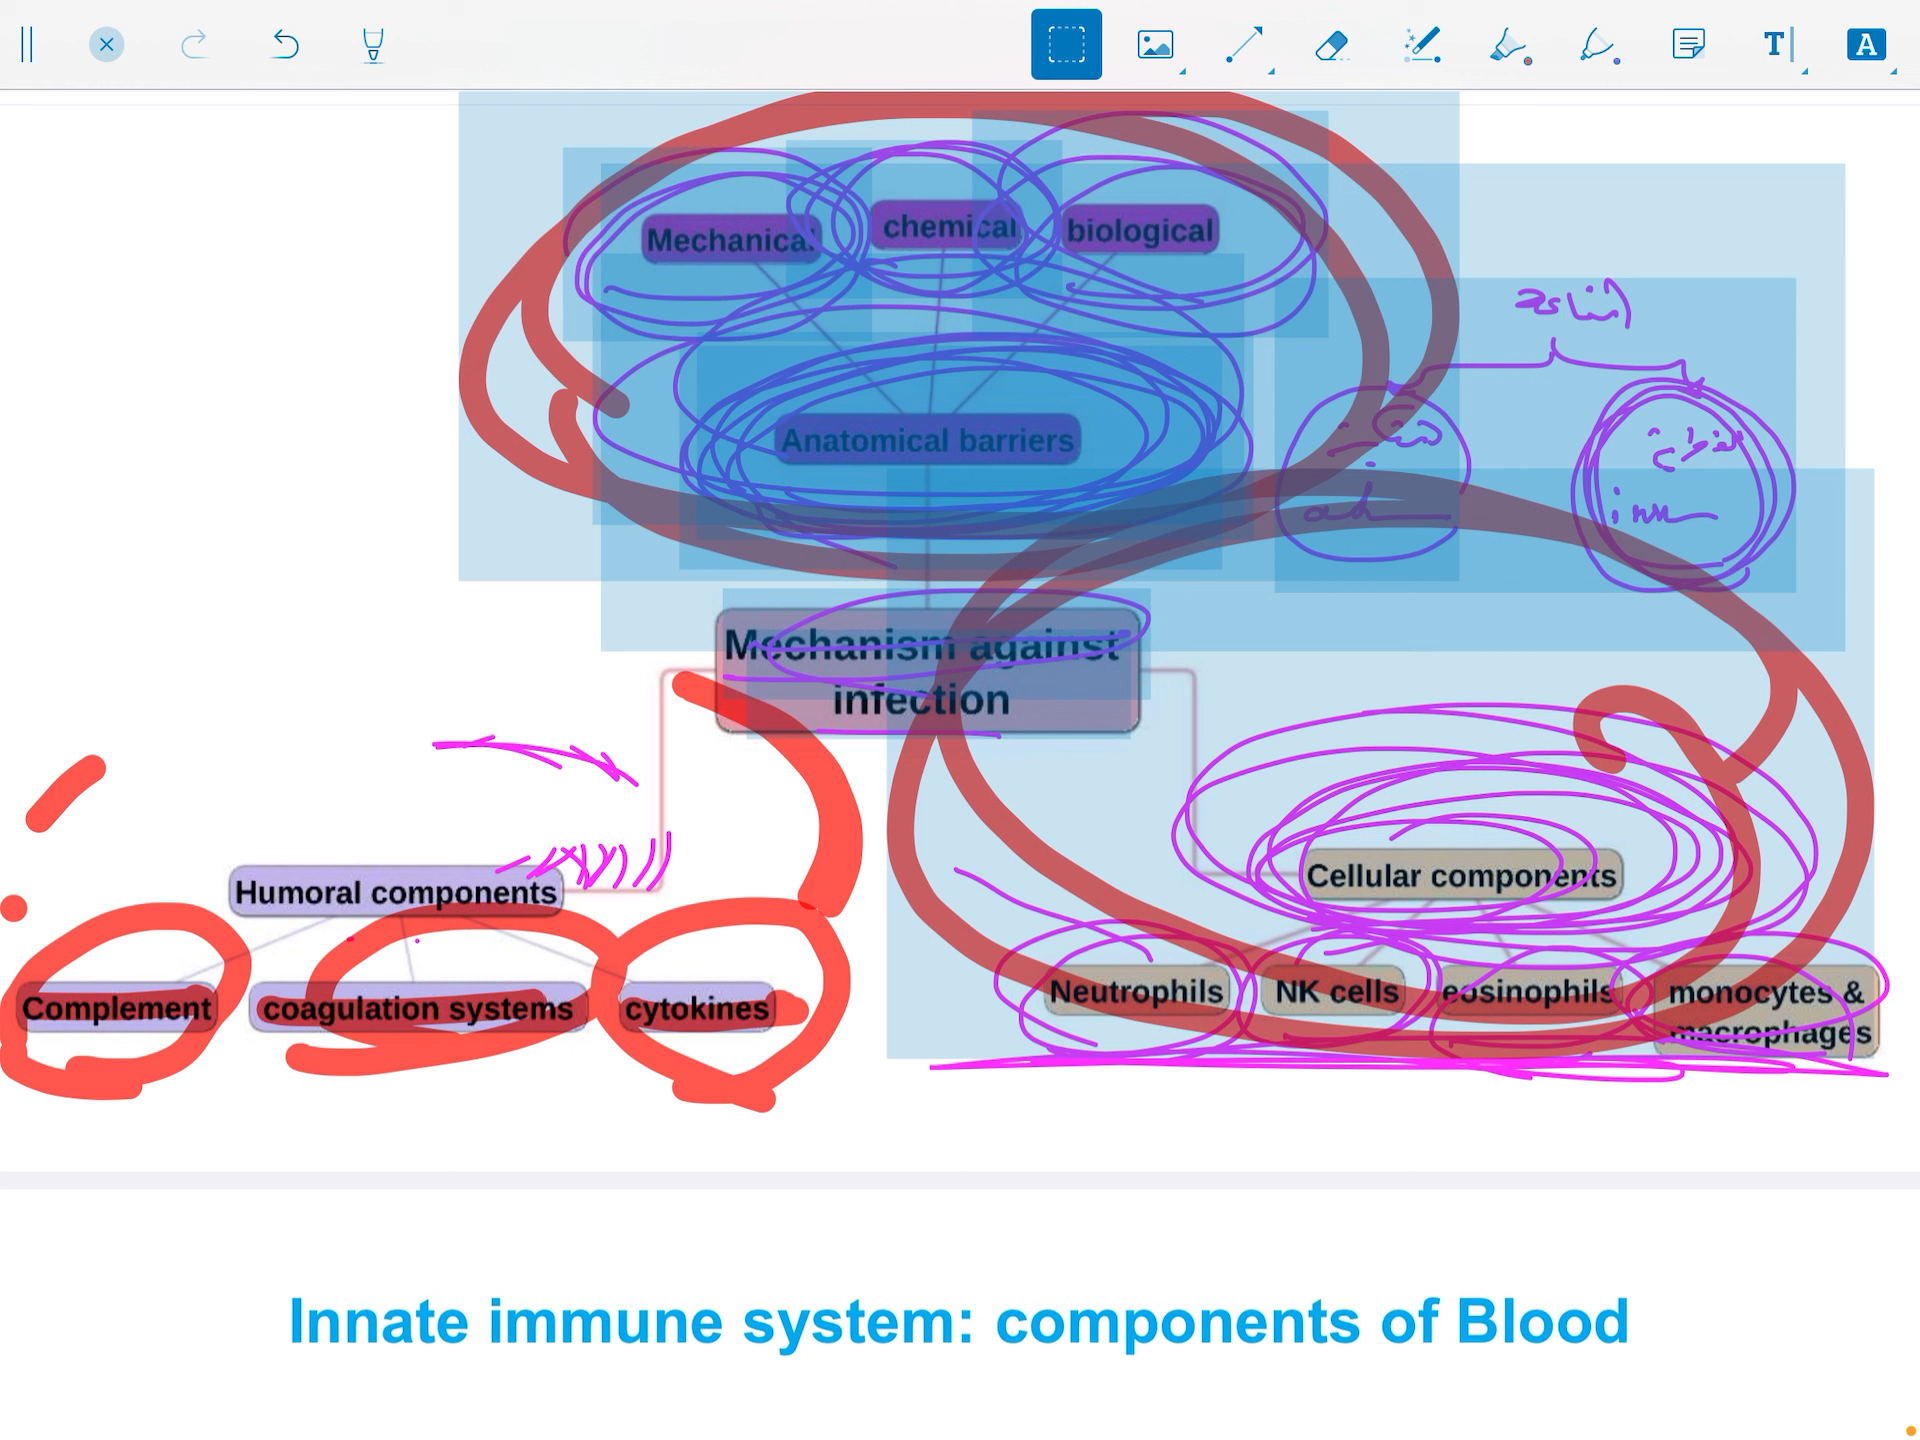 Mechanical
chemical
biological
Anatomical barriers
Mechanism against
infection
Humoral components
Complement
coagulation systems
cytokines
Cellular components
Neutrophils
NK cells
eosinophils
monocytes &
macrophages
Innate immune system: components of Blood